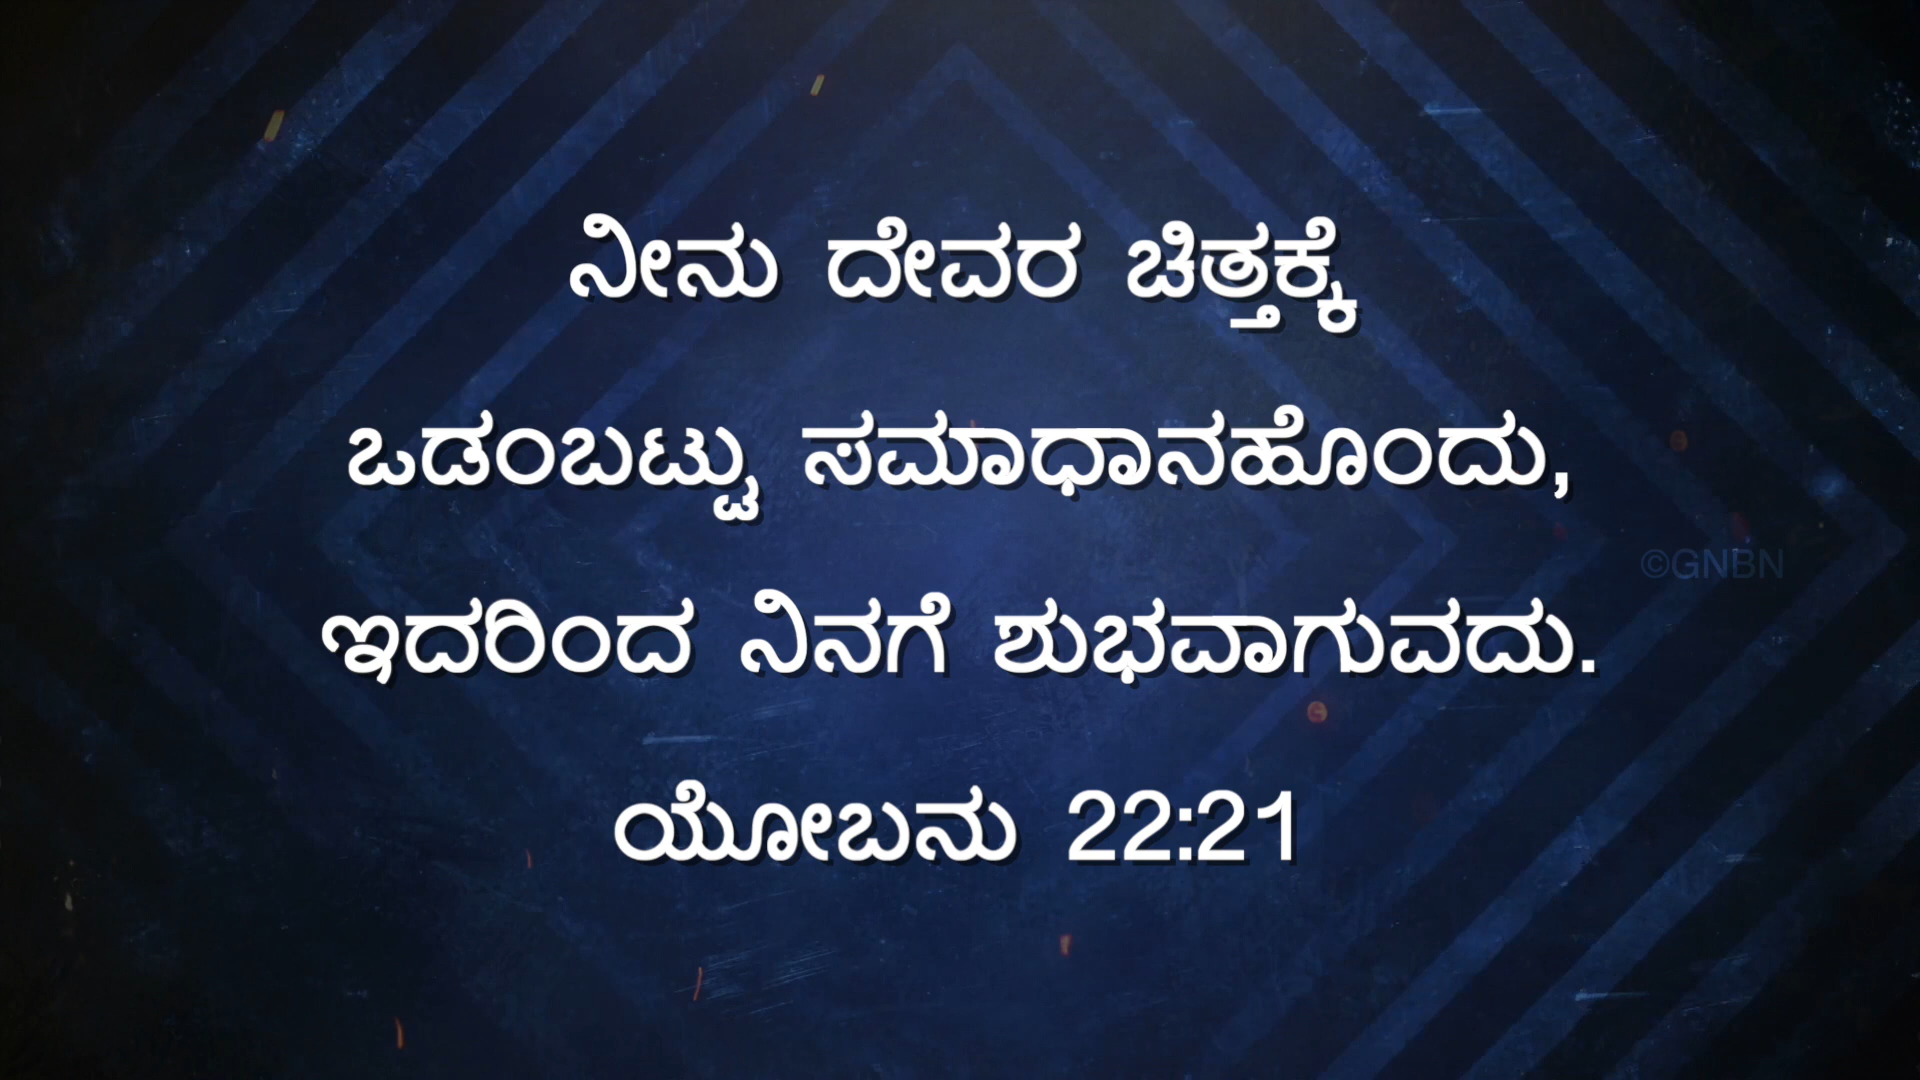 ನೀನು ದೇವರ ಚಿತ್ತಕ್ಕೆ
ಒಡಂಬಟ್ಟು ಸಮಾಧಾನಹೊಂದು,
©GNBN
ಇದರಿಂದ ನಿನಗೆ ಶುಭವಾಗುವದು.
ಯೋಬನು 22:21